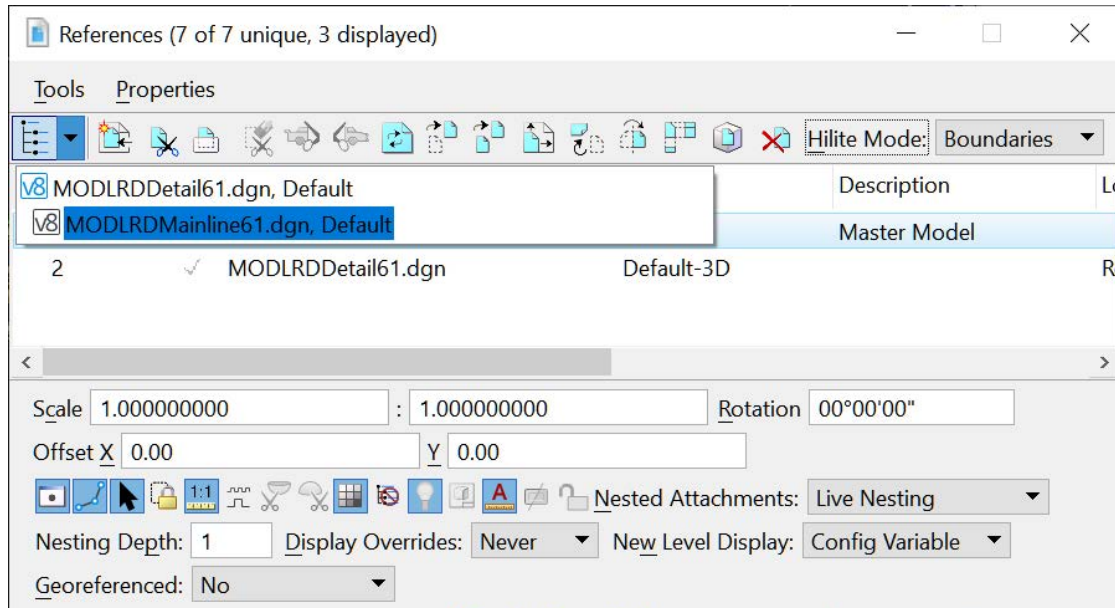 References (7 of 7 unique, 3 displayed)
Tools Properties
Hilite Mode: Boundaries
V8 MODLRDDetail61.dgn, Default
Description
V8 MODLRDMainline61.dgn, Default
Master Model
2 MODLRDDetail61.dgn Default-3D
Scale 1.000000000 : 1.000000000 Rotation 00°00'00"
Offset X 0.00 Y 0.00
1:1 A Nested Attachments: Live Nesting
Nesting Depth: 1 Display Overrides: Never New Level Display: Config Variable
Georeferenced: No